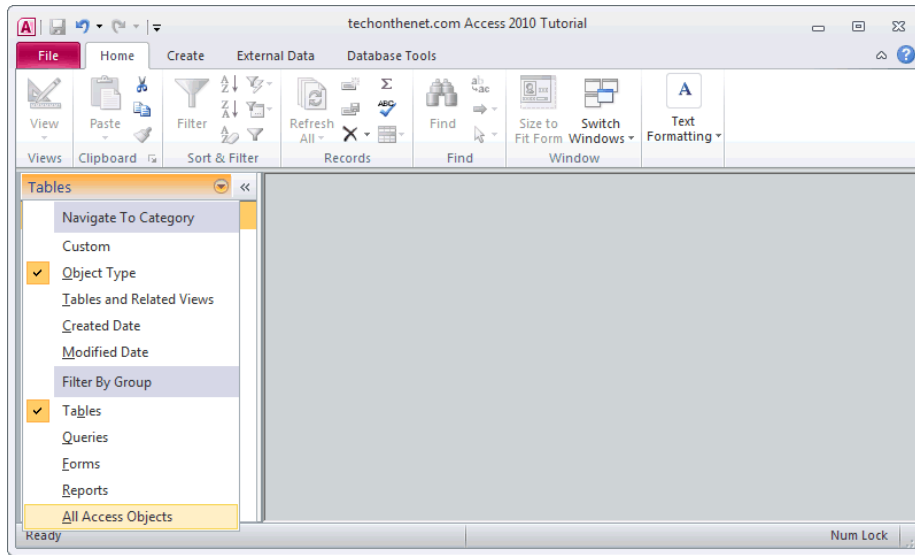 techonthenet.com Access 2010 Tutorial
File Home Create External Data Database Tools
View
Paste
Filter
Refresh All
Find
Size to Fit Form
Switch Windows
Text Formatting
Views Clipboard Sort & Filter Records Find Window
Tables
Navigate To Category
Custom
Object Type
Tables and Related Views
Created Date
Modified Date
Filter By Group
Tables
Queries
Forms
Reports
All Access Objects
Ready
Num Lock